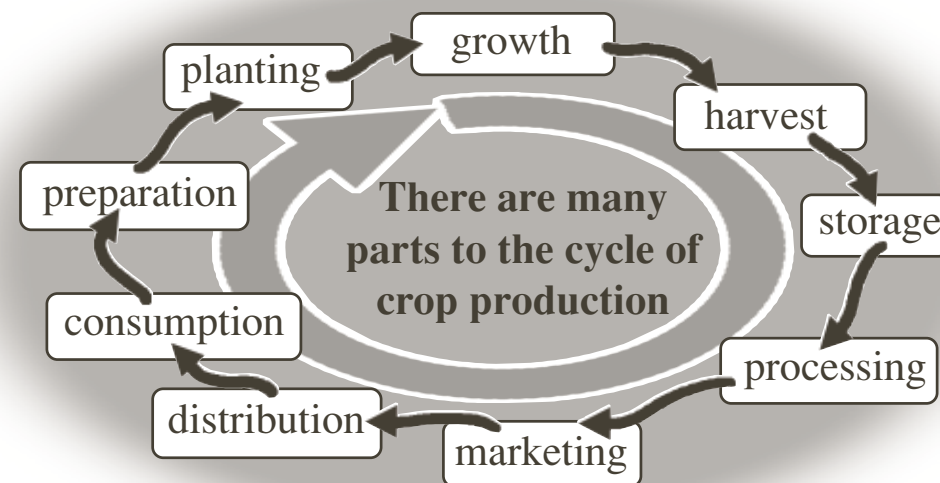 growth
planting
harvest
preparation
There are many
parts to the cycle of
crop production
storage
consumption
processing
distribution
marketing